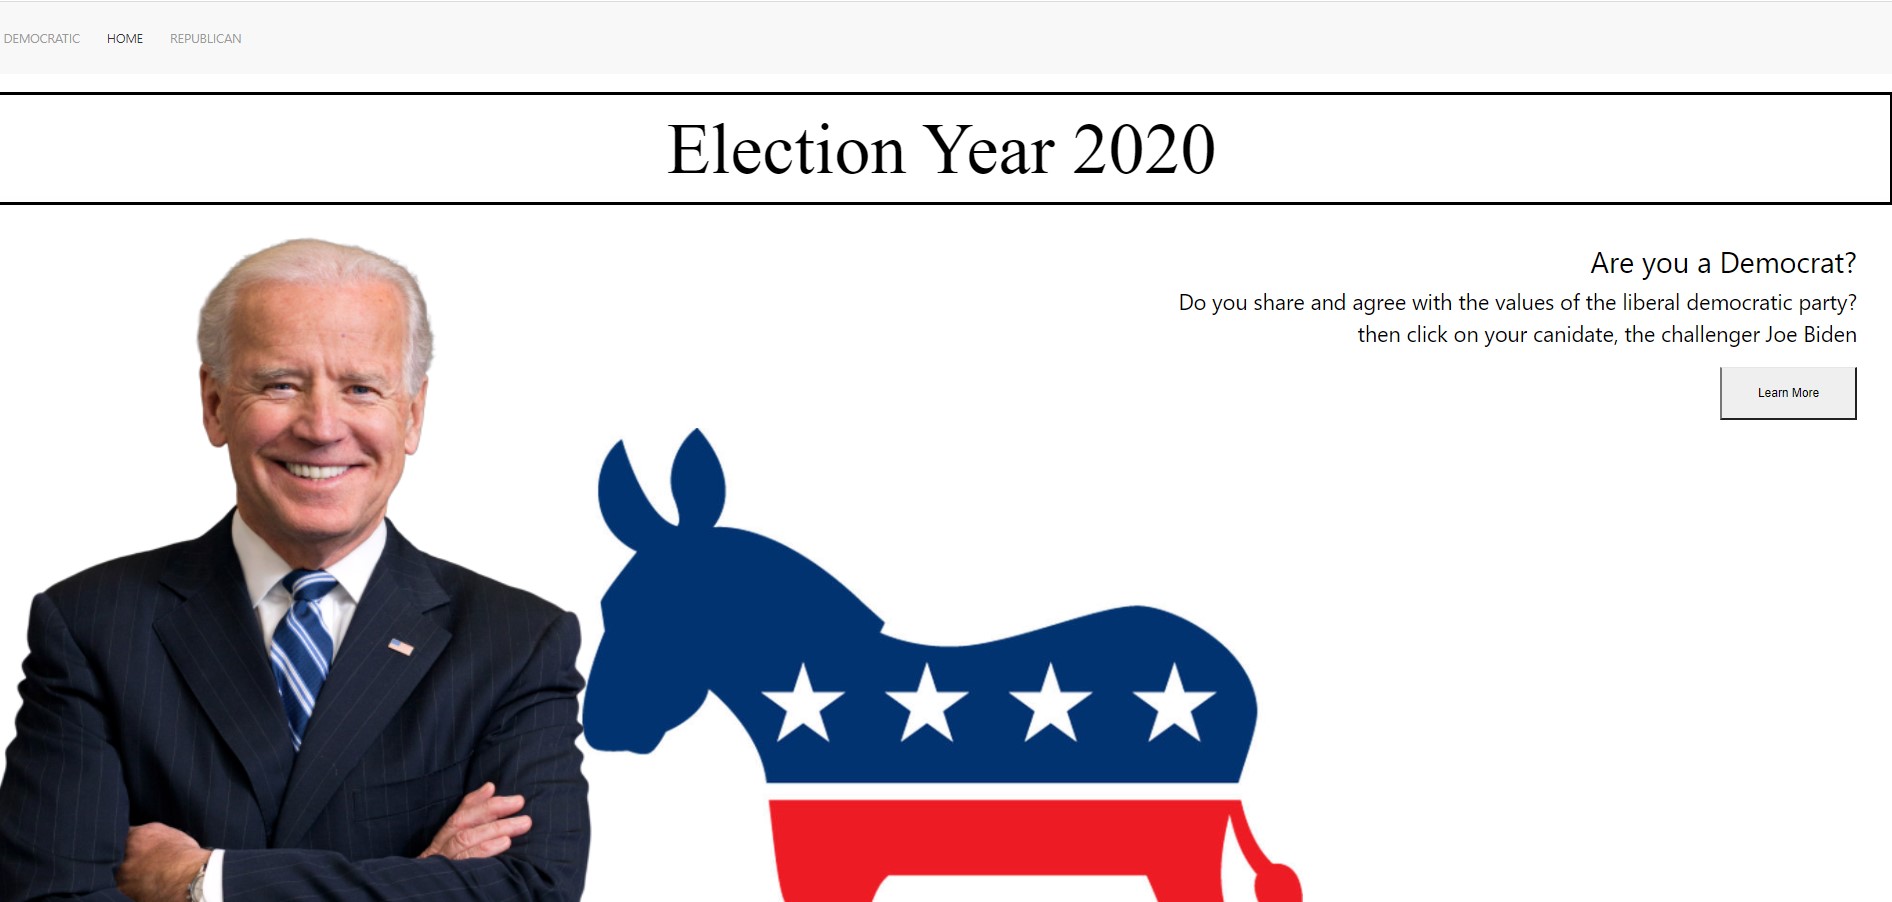 DEMOCRATIC HOME REPUBLICAN
Election Year 2020
Are you a Democrat?
Do you share and agree with the values of the liberal democratic party?
then click on your canidate, the challenger Joe Biden
Learn More